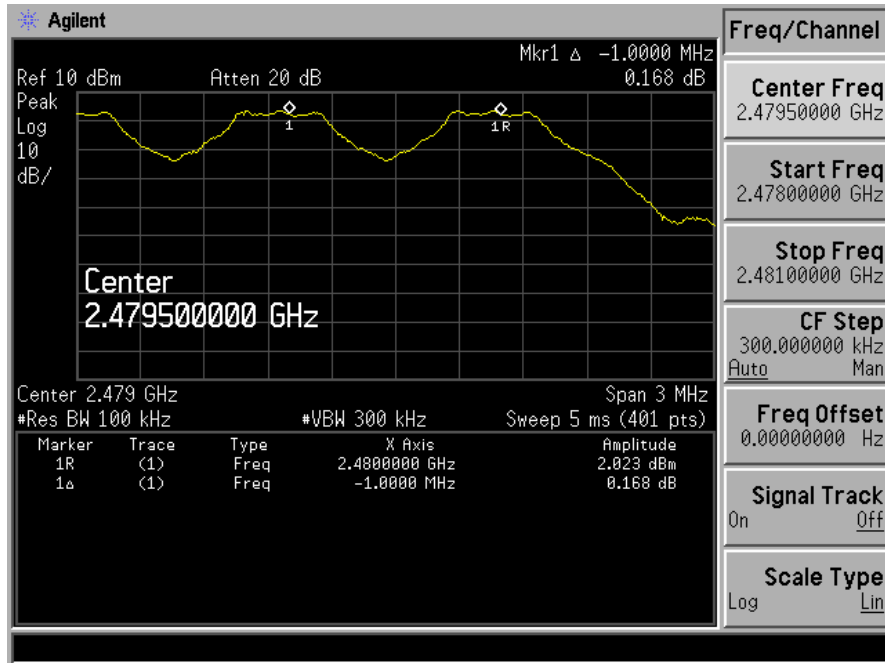 Agilent
Mkr1 Δ -1.0000 MHz
Ref 10 dBm Atten 20 dB 0.168 dB
Peak
Log
10
dB/
1
1R
Center
2.479500000 GHz
Center 2.479 GHz Span 3 MHz
#Res BW 100 kHz #VBW 300 kHz Sweep 5 ms (401 pts)
Marker Trace Type X Axis Amplitude
1R (1) Freq 2.4800000 GHz 2.023 dBm
1Δ (1) Freq -1.0000 MHz 0.168 dB
Freq/Channel
Center Freq
2.47950000 GHz
Start Freq
2.47800000 GHz
Stop Freq
2.48100000 GHz
CF Step
300.000000 kHz
Auto Man
Freq Offset
0.00000000 Hz
Signal Track
On Off
Scale Type
Log Lin